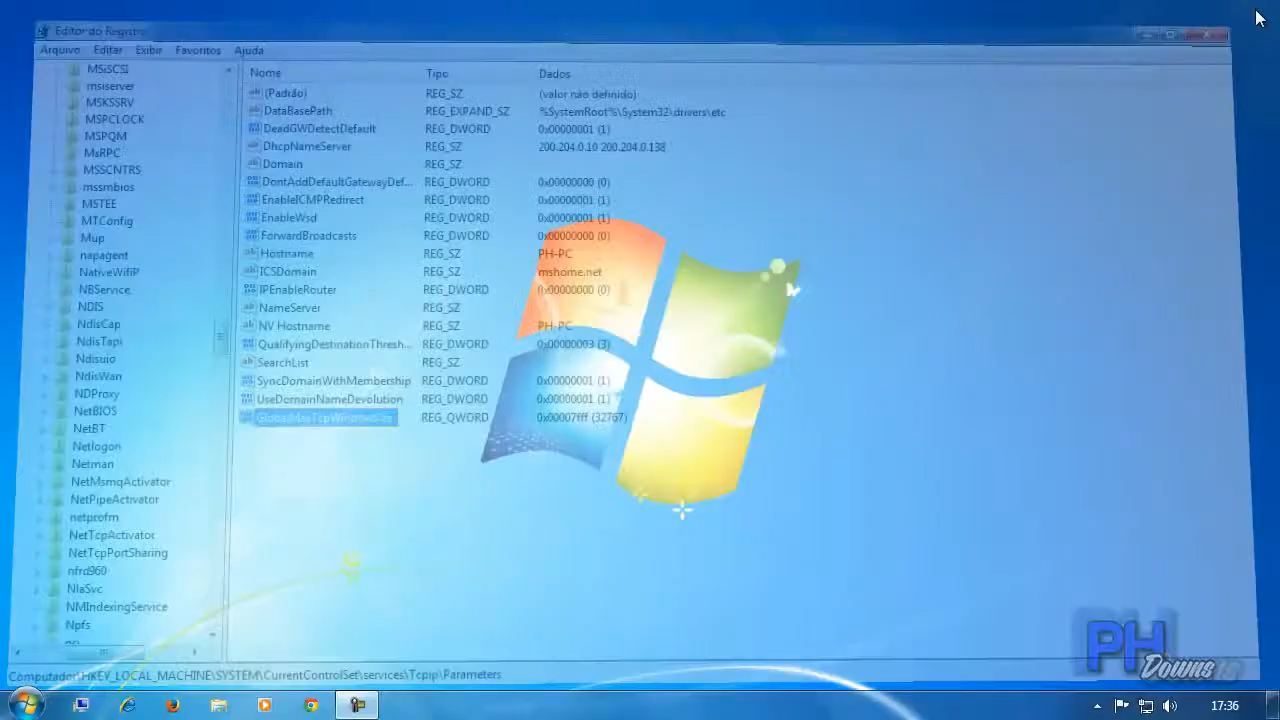 Editor do Registro
Arquivo Editar Exibir Favoritos Ajuda
Nome Tipo Dados
(Padrão) REG_SZ (valor não definido)
DataBasePath REG_EXPAND_SZ %SystemRoot%\System32\drivers\etc
DeadGWDetectDefault REG_DWORD 0x00000001 (1)
DhcpNameServer REG_SZ 200.204.0.10 200.204.0.138
Domain REG_SZ
DontAddDefaultGatewayDef... REG_DWORD 0x00000000 (0)
EnableICMPRedirect REG_DWORD 0x00000001 (1)
EnableWsd REG_DWORD 0x00000001 (1)
ForwardBroadcasts REG_DWORD 0x00000000 (0)
Hostname REG_SZ PH-PC
ICSDomain REG_SZ mshome.net
IPEnableRouter REG_DWORD 0x00000000 (0)
NameServer REG_SZ
NV Hostname REG_SZ PH-PC
QualifyingDestinationThresh... REG_DWORD 0x00000003 (3)
SearchList REG_SZ
SyncDomainWithMembership REG_DWORD 0x00000001 (1)
UseDomainNameDevolution REG_DWORD 0x00000001 (1)
REG_QWORD 0x00007fff (32767)
MSiSCSI
msiserver
MSKSSRV
MSPCLOCK
MSPQM
MsRPC
MSSCNTRS
mssmbios
MSTEE
MTConfig
Mup
napagent
NativeWifiP
NBService
NDIS
NdisCap
NdisTapi
Ndisuio
NdisWan
NDProxy
NetBIOS
NetBT
Netlogon
Netman
NetMsmqActivator
NetPipeActivator
netprofm
NetTcpActivator
NetTcpPortSharing
nfrd960
NlaSvc
NMIndexingService
Npfs
Computador\HKEY_LOCAL_MACHINE\SYSTEM\CurrentControlSet\services\Tcpip\Parameters
PH
Downs
17:36